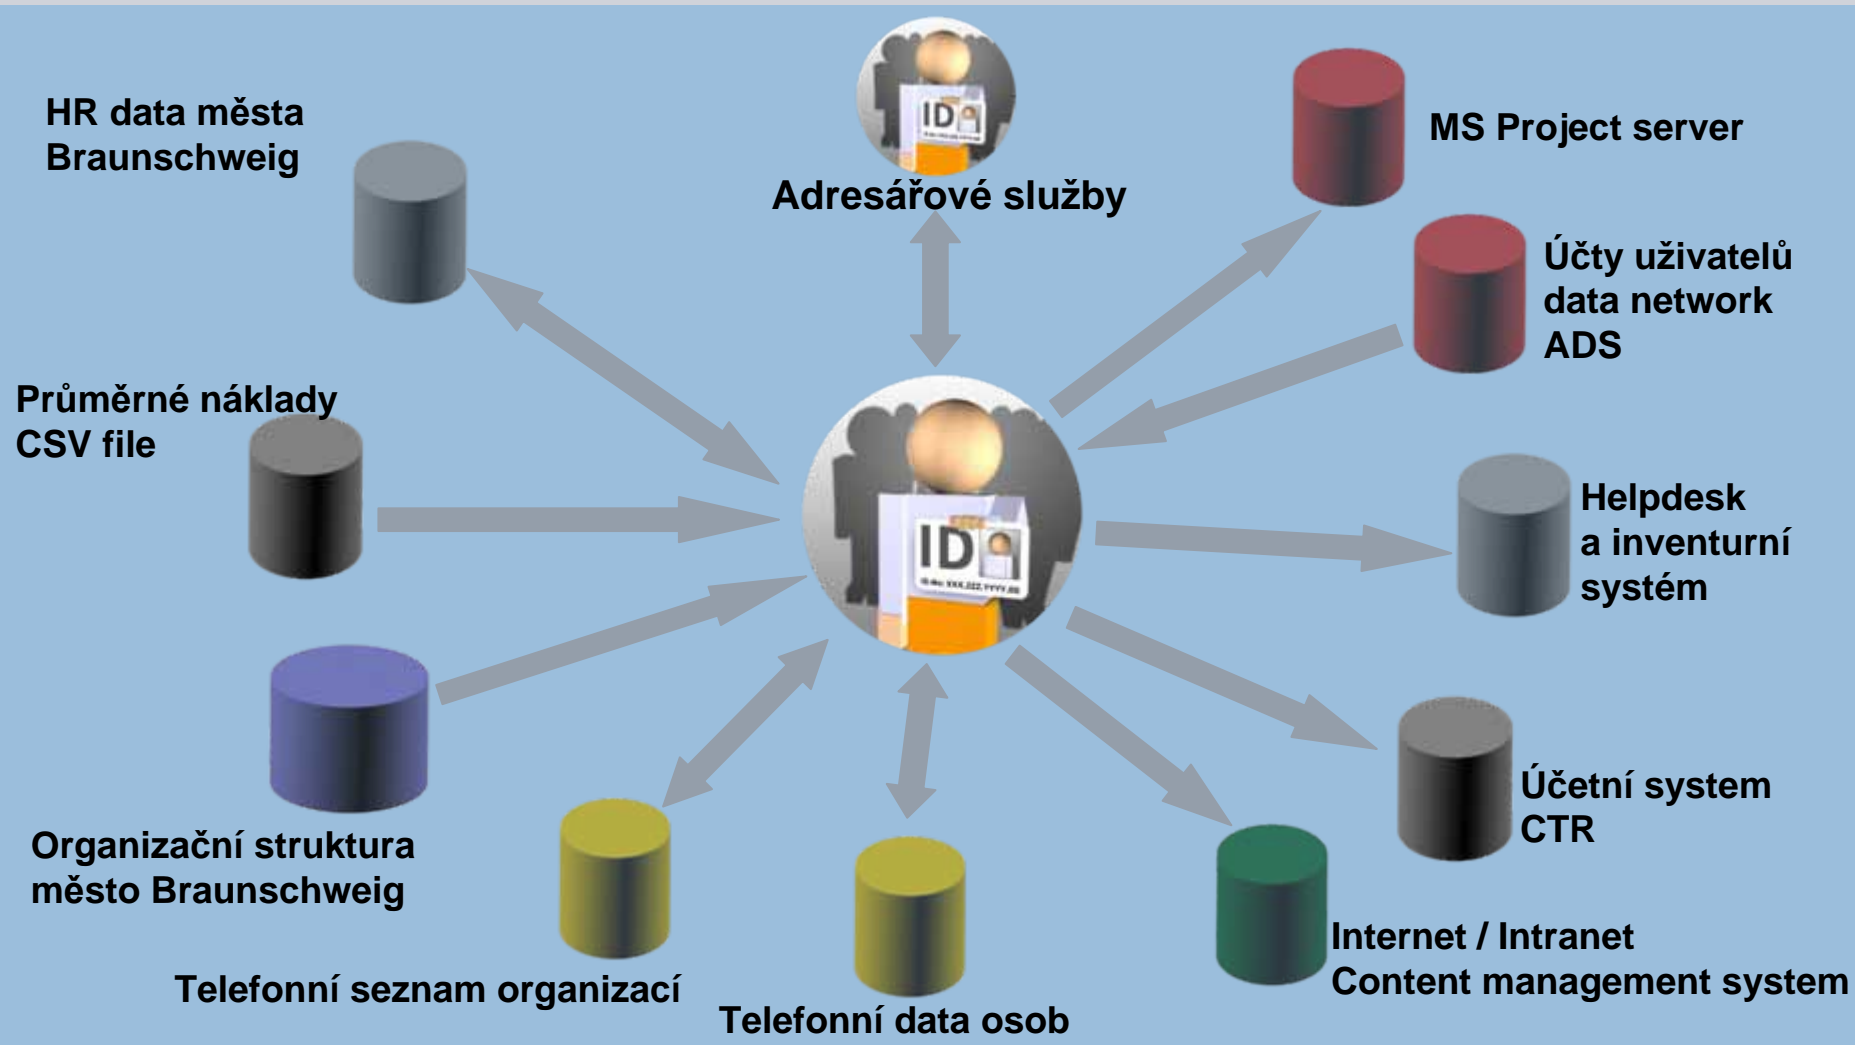 HR data města
Braunschweig
ID
Adresářové služby
MS Project server
Účty uživatelů
data network
ADS
Průměrné náklady
CSV file
ID
Helpdesk
a inventurní
systém
Organizační struktura
město Braunschweig
Účetní system
CTR
Telefonní seznam organizací
Telefonní data osob
Internet / Intranet
Content management system